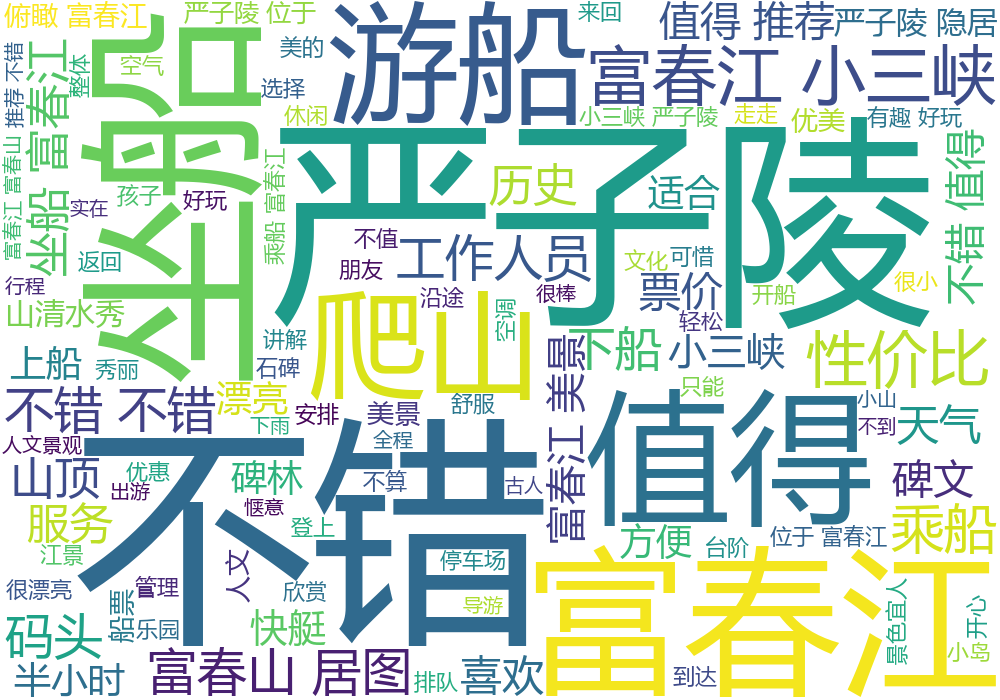 俯瞰 富春江
严子陵 位于
来回
值得 推荐
严子陵 隐居
游船
坐船
美的
推荐 不错
富春江
整体
空气
选择
富春江 小三峡
休闲
小三峡 严子陵
走走
优美
有趣 好玩
严子陵
富春江 富春山
坐船 富春江
乘船 富春江
孩子
好玩
实在
历史
适合
不错 值得
不值
工作人员
可惜
文化
返回
朋友
行程
沿途
很棒
票价
开船
很小
山清水秀
爬山
空调
轻松
讲解
下船
小三峡
性价比
上船
秀丽
石碑
富春江 美景
只能
不错 不错
漂亮
安排
美景
舒服
值得
小山
不到
天气
下雨
人文景观
不错
全程
山顶
优惠
碑林
不算
古人
碑文
出游
惬意
服务
登上
方便
台阶
位于 富春江
乘船
江景
人文
停车场
富春江
很漂亮
管理
欣赏
景色宜人
船票
导游
开心
码头
乐园
快艇
小岛
半小时
富春山 居图
排队
喜欢
到达